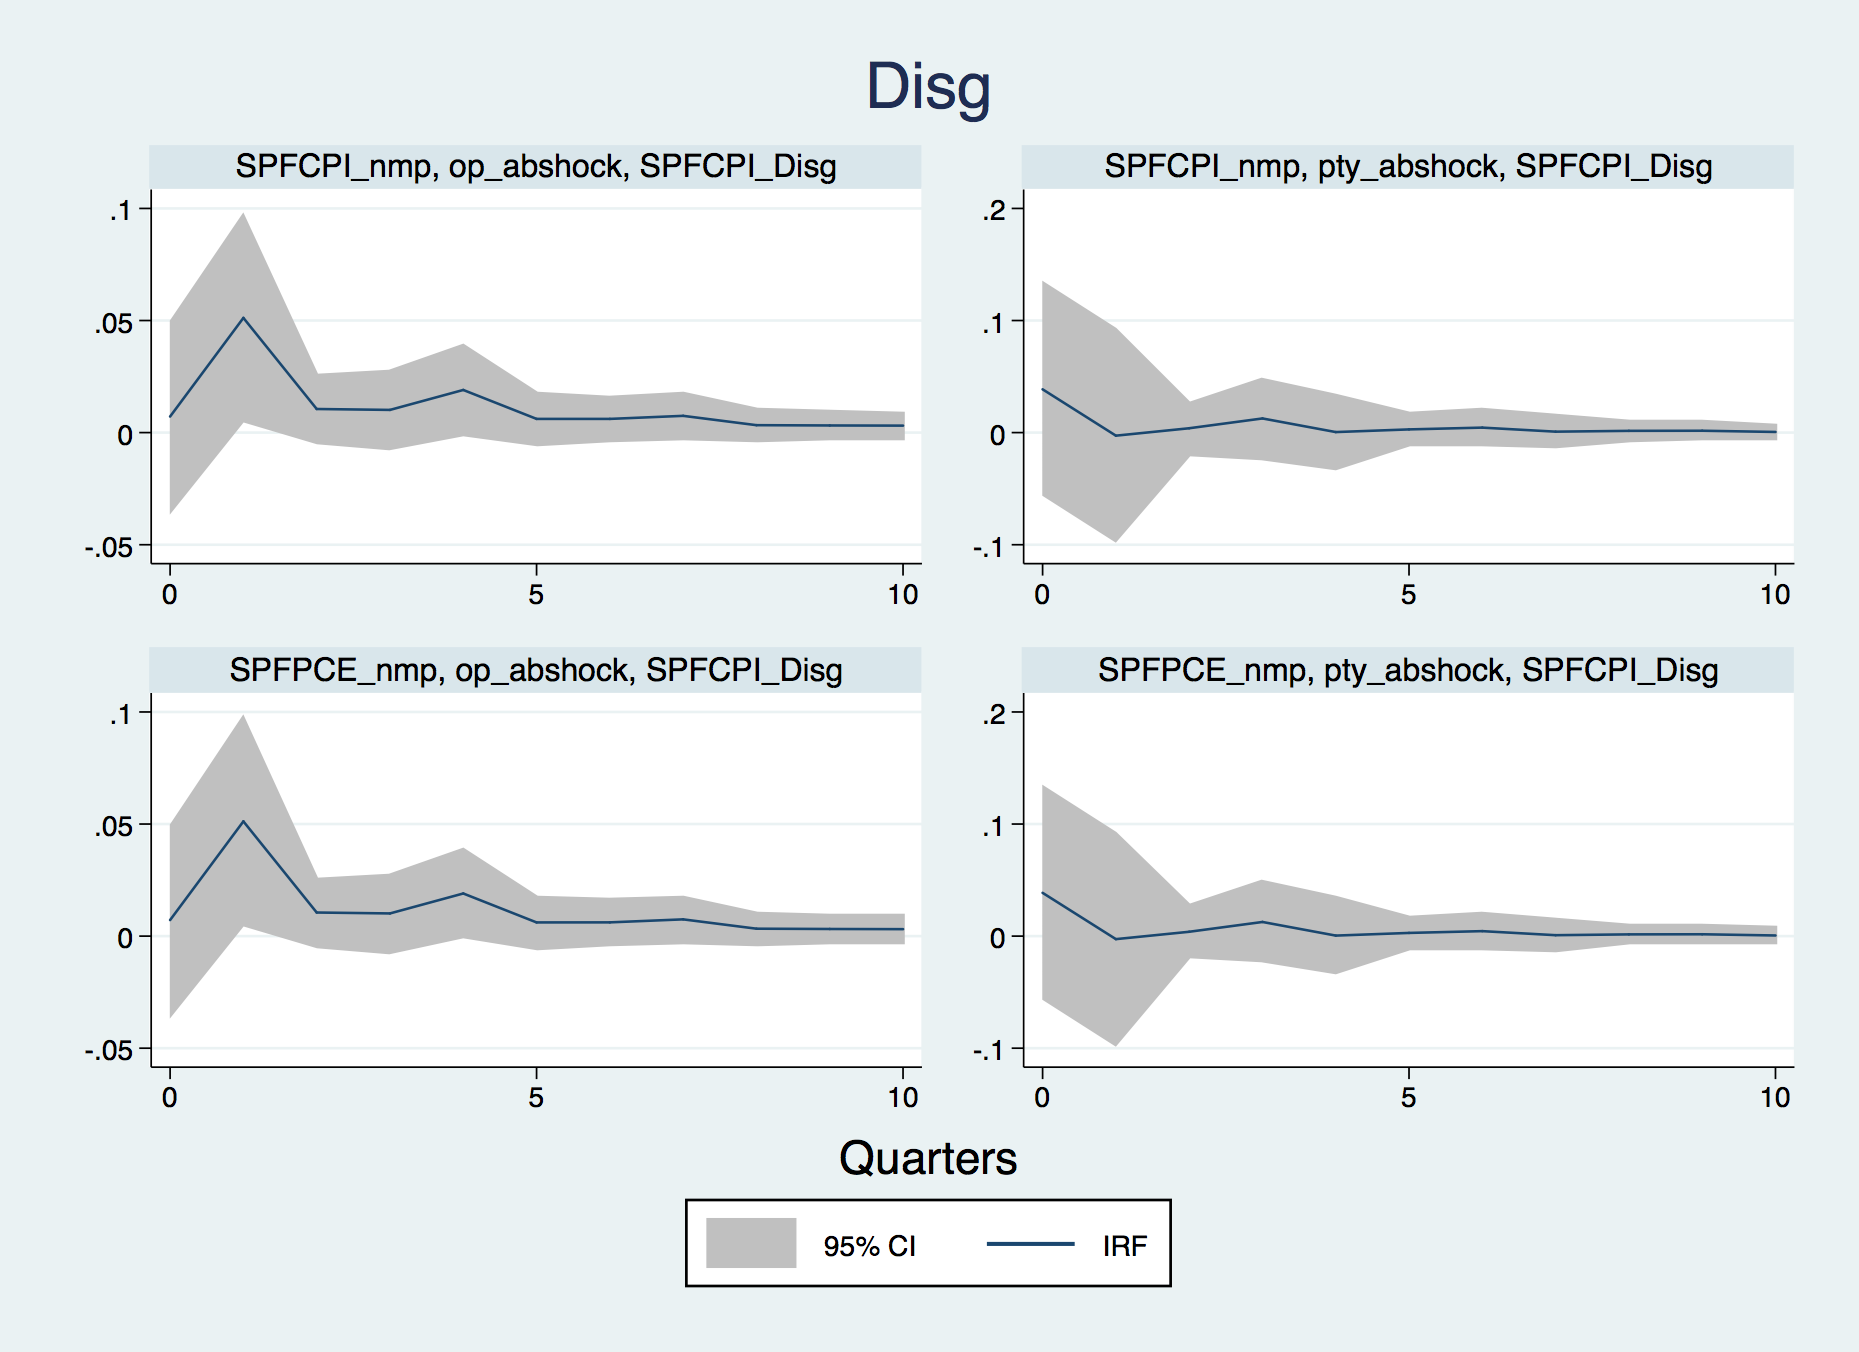 Disg
SPFCPI_nmp, op_abshock, SPFCPI_Disg
.1
.05
0
-.05
0 5 10
SPFCPI_nmp, pty_abshock, SPFCPI_Disg
.2
.1
0
-.1
0 5 10
SPFPCE_nmp, op_abshock, SPFCPI_Disg
.1
.05
0
-.05
0 5 10
SPFPCE_nmp, pty_abshock, SPFCPI_Disg
.2
.1
0
-.1
0 5 10
Quarters
95% CI IRF